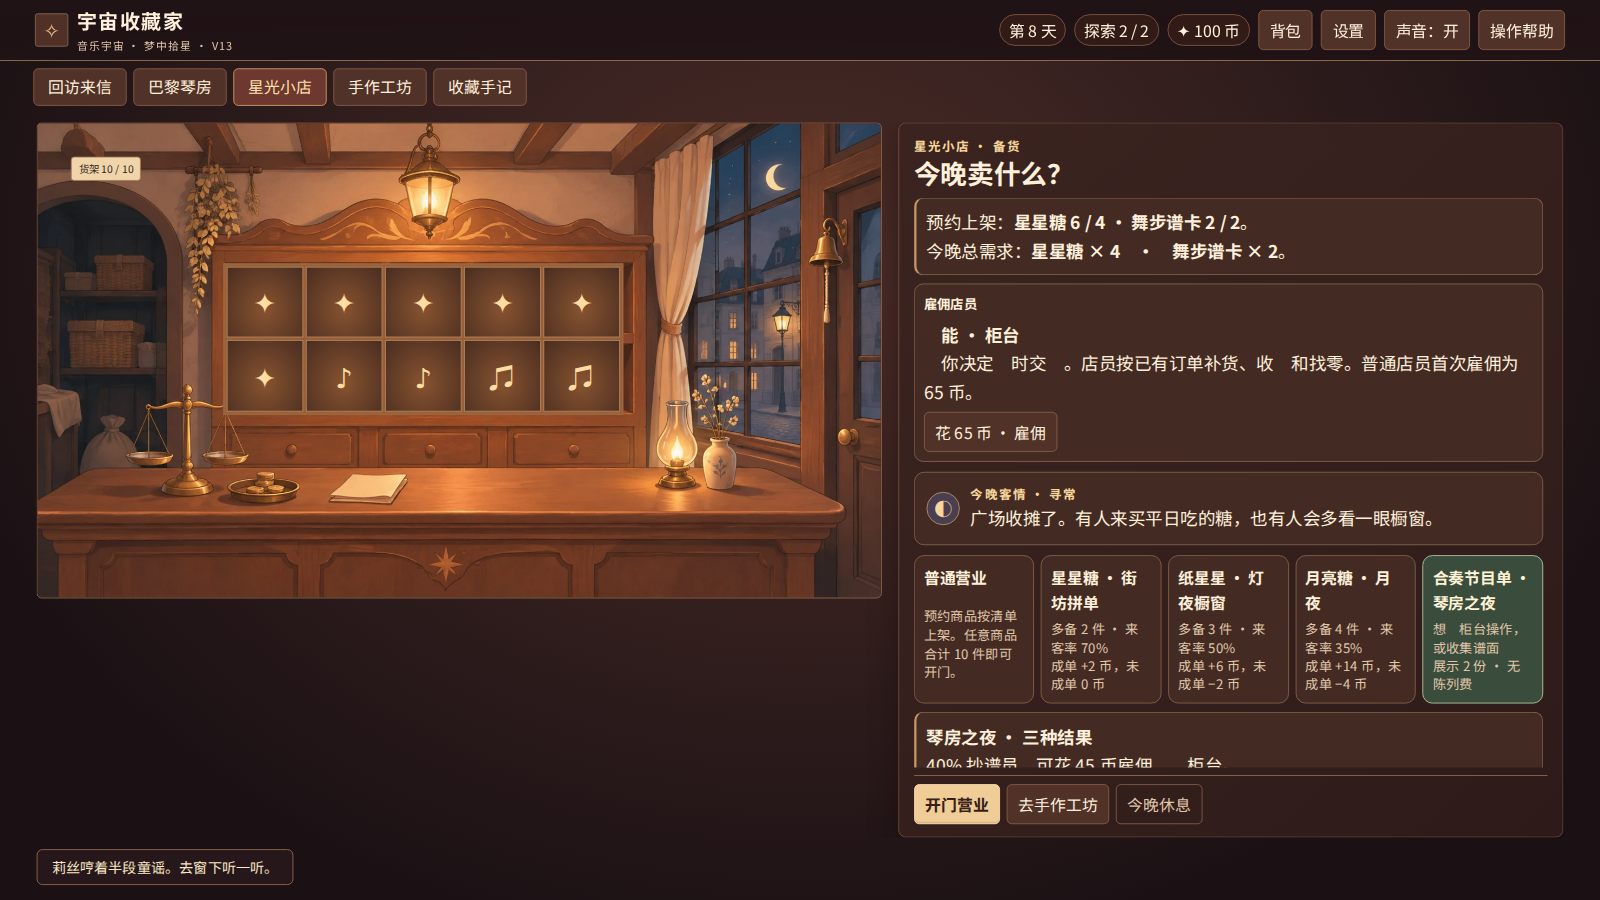 宇宙收藏家
音乐宇宙 · 梦中拾星 · V13
第 8 天
探索 2 / 2
✦ 100 币
背包
设置
声音：开
操作帮助
回访来信
巴黎琴房
星光小店
手作工坊
收藏手记
货架 10 / 10
星光小店 · 备货
今晚卖什么？
预约上架：星星糖 6 / 4 · 舞步谱卡 2 / 2。
今晚总需求：星星糖 × 4 · 舞步谱卡 × 2。
雇佣店员
能 · 柜台
你决定 时交 。店员按已有订单补货、收 和找零。普通店员首次雇佣为
65 币。
花 65 币 · 雇佣
今晚客情 · 寻常
广场收摊了。有人来买平日吃的糖，也有人会多看一眼橱窗。
普通营业
预约商品按清单
上架。任意商品
合计 10 件即可
开门。
星星糖 · 街
坊拼单
多备 2 件 · 来
客率 70%
成单 +2 币，未
成单 0 币
纸星星 · 灯
夜橱窗
多备 3 件 · 来
客率 50%
成单 +6 币，未
成单 −2 币
月亮糖 · 月
夜
多备 4 件 · 来
客率 35%
成单 +14 币，未
成单 −4 币
合奏节目单 ·
琴房之夜
想 柜台操作，
或收集谱面
展示 2 份 · 无
陈列费
琴房之夜 · 三种结果
40% 抄谱员 可花 45 币雇佣 柜台
开门营业
去手作工坊
今晚休息
莉丝哼着半段童谣。去窗下听一听。